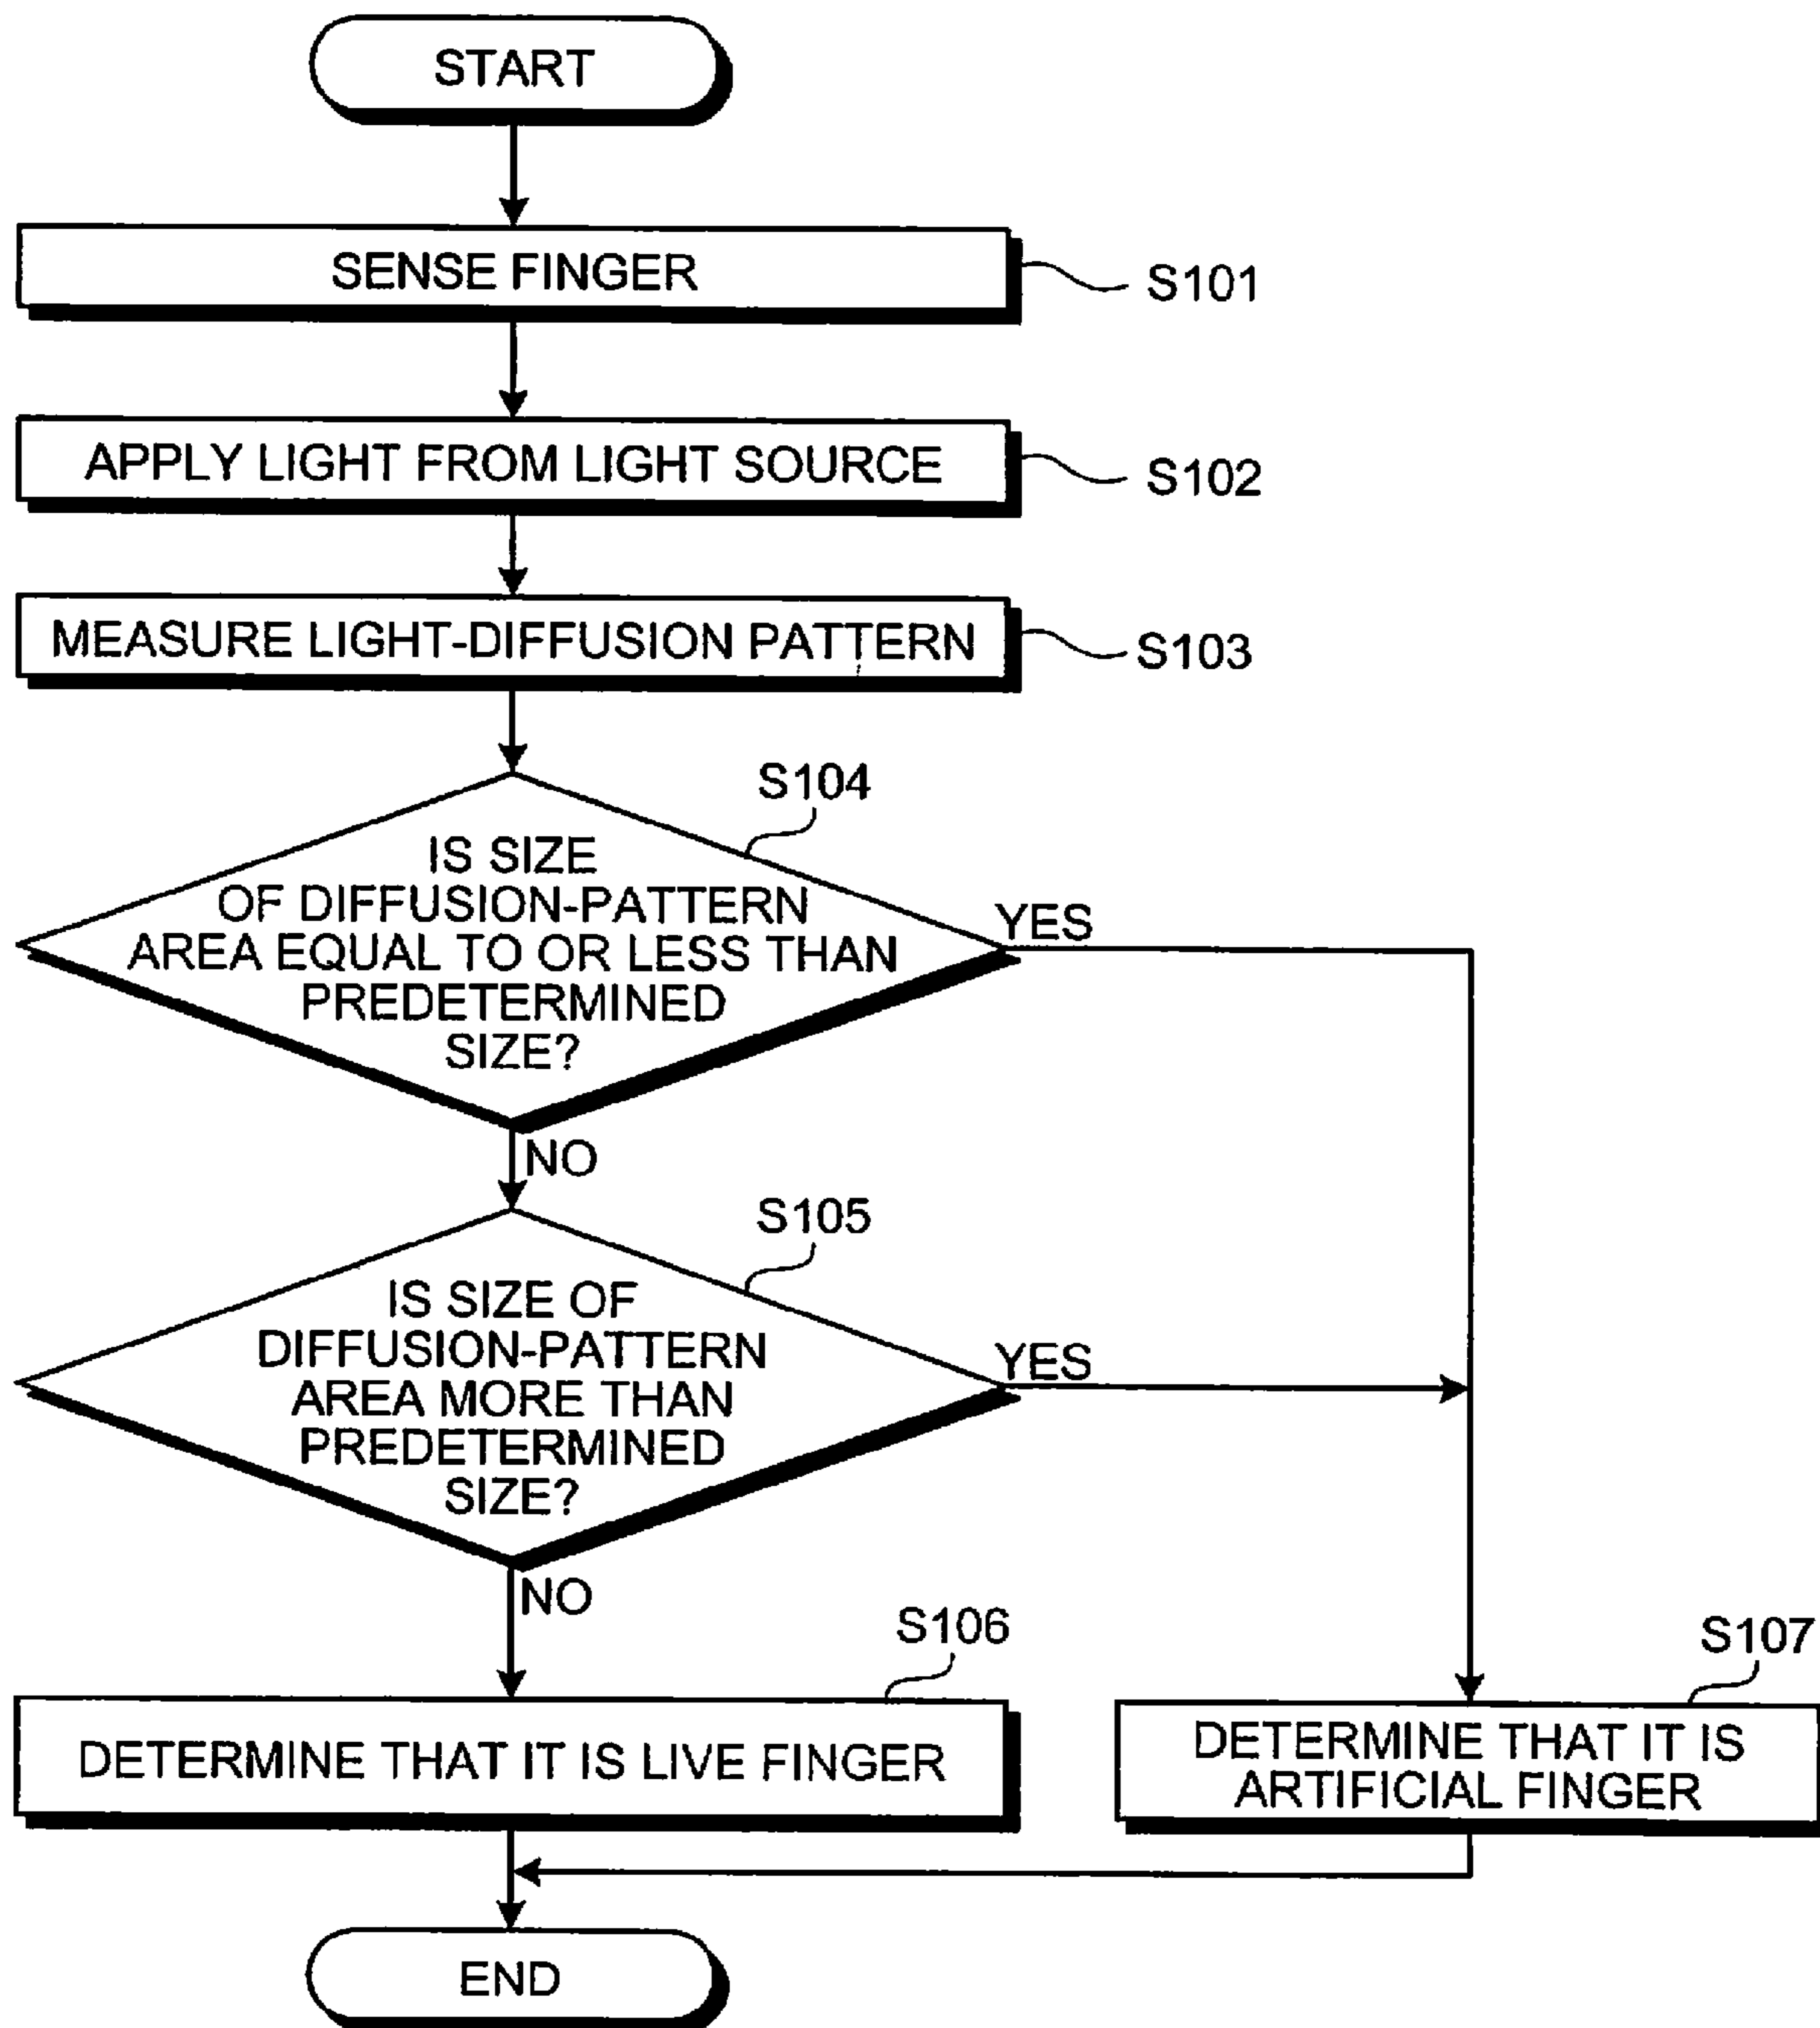 START
SENSE FINGER
S101
APPLY LIGHT FROM LIGHT SOURCE
S102
MEASURE LIGHT-DIFFUSION PATTERN
S103
S104
IS SIZE
OF DIFFUSION-PATTERN
AREA EQUAL TO OR LESS THAN
PREDETERMINED
SIZE?
YES
NO
S105
IS SIZE OF
DIFFUSION-PATTERN
AREA MORE THAN
PREDETERMINED
SIZE?
YES
NO
S106
DETERMINE THAT IT IS LIVE FINGER
S107
DETERMINE THAT IT IS
ARTIFICIAL FINGER
END